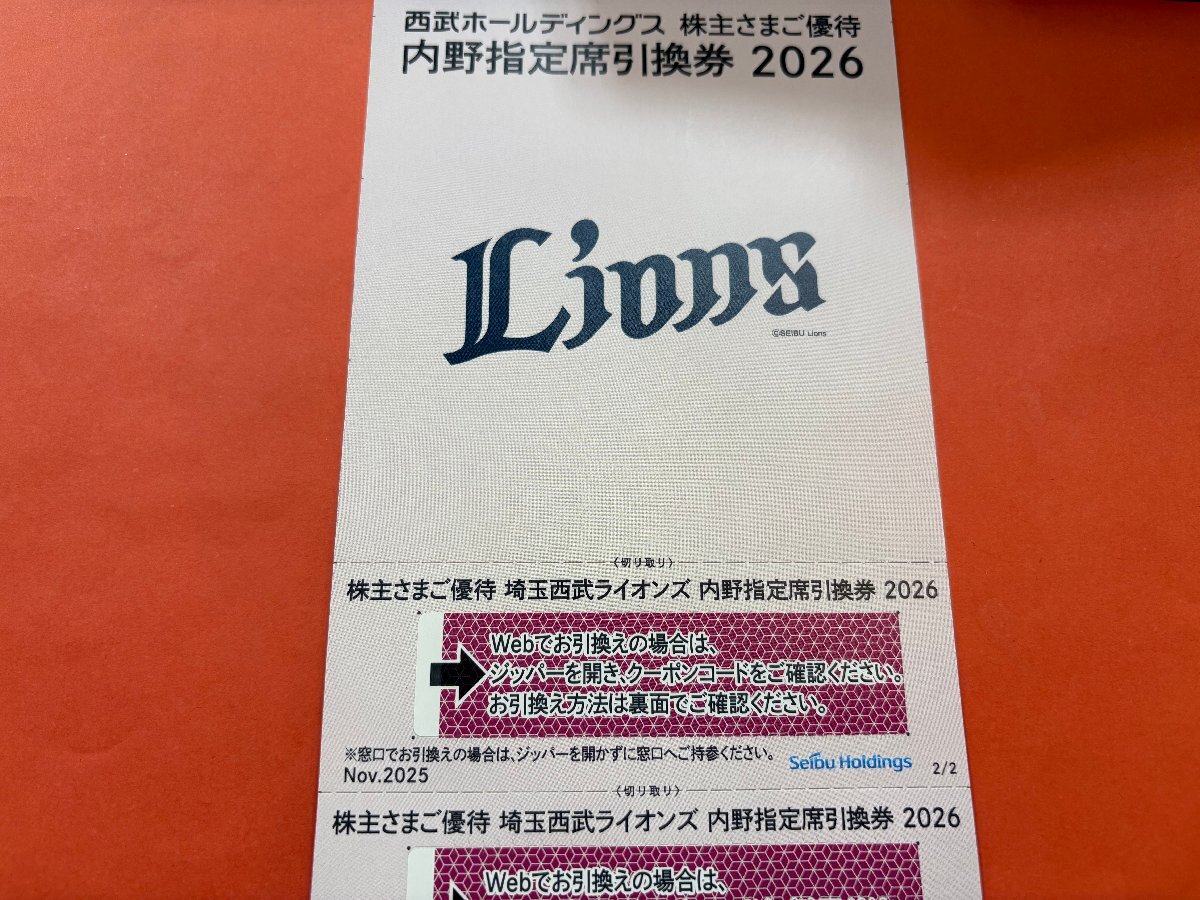 西武ホールディングス 株主さまご優待
内野指定席引換券 2026
Lions
©SEIBU Lions
〈切り取り〉
株主さまご優待 埼玉西武ライオンズ 内野指定席引換券 2026
Webでお引換えの場合は、
ジッパーを開き、クーポンコードをご確認ください。
お引換え方法は裏面でご確認ください。
※窓口でお引換えの場合は、ジッパーを開かずに窓口へご持参ください。
Seibu Holdings
2/2
Nov.2025
〈切り取り〉
株主さまご優待 埼玉西武ライオンズ 内野指定席引換券 2026
Webでお引換えの場合は、